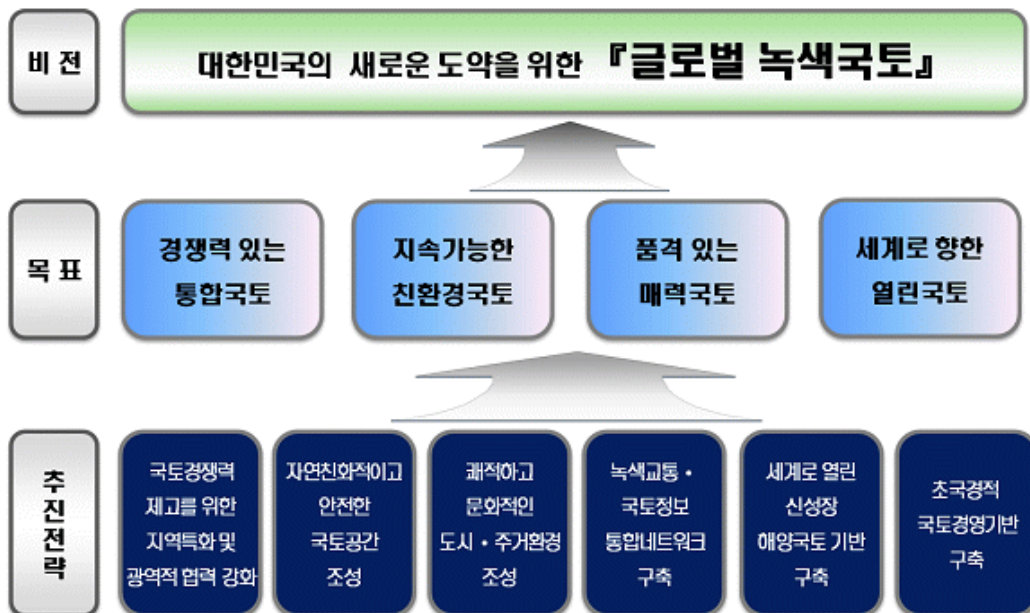 비 전
대한민국의 새로운 도약을 위한 『글로벌 녹색국토』
목 표
경쟁력 있는
통합국토
지속가능한
친환경국토
품격 있는
매력국토
세계로 향한
열린국토
추
진
전
략
국토경쟁력
제고를 위한
지역특화 및
광역적 협력 강화
자연친화적이고
안전한
국토공간
조성
쾌적하고
문화적인
도시 • 주거환경
조성
녹색교통 •
국토정보
통합네트워크
구축
세계로 열린
신성장
해양국토 기반
구축
초국경적
국토경영기반
구축